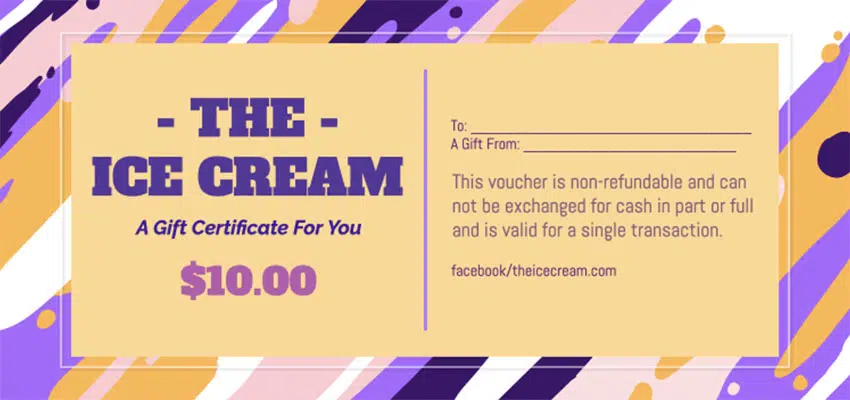 - THE -
ICE CREAM
A Gift Certificate For You
$10.00
To:
A Gift From:
This voucher is non-refundable and can
not be exchanged for cash in part or full
and is valid for a single transaction.
facebook/theicecream.com